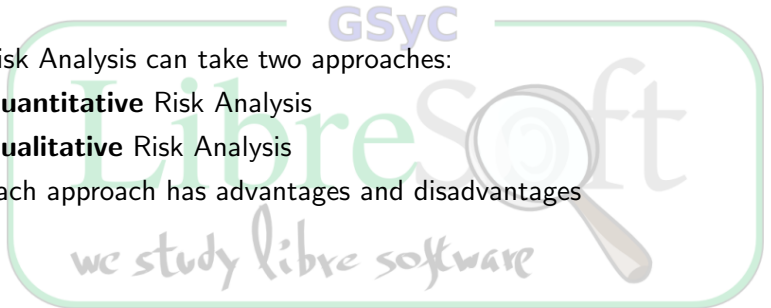 GSyC
isk Analysis can take two approaches:
uantitative Risk Analysis
ualitative Risk Analysis
ach approach has advantages and disadvantages
LibreSoft
we study libre software